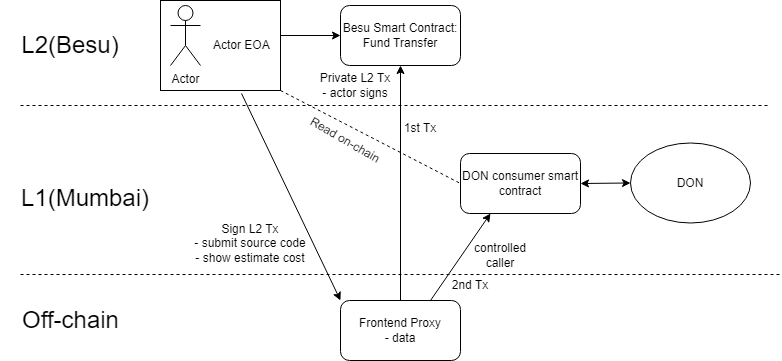 L2(Besu)
Actor EOA
Actor
Besu Smart Contract:
Fund Transfer
Private L2 Tx
- actor signs
1st Tx
Read on-chain
L1(Mumbai)
DON consumer smart
contract
DON
Sign L2 Tx
- submit source code
- show estimate cost
controlled
caller
2nd Tx
Off-chain
Frontend Proxy
- data